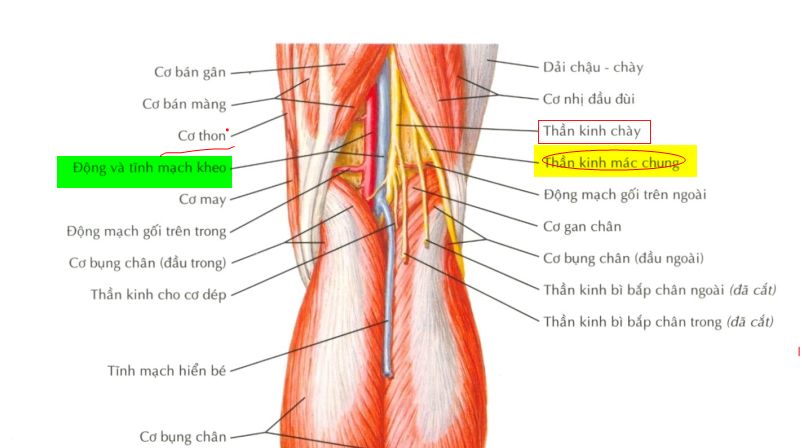 Cơ bán gân
Cơ bán màng
Cơ thon
Động và tĩnh mạch kheo
Cơ may
Động mạch gối trên trong
Cơ bụng chân (đầu trong)
Thần kinh cho cơ dép
Tĩnh mạch hiển bé
Cơ bụng chân
Dải chậu - chày
Cơ nhị đầu đùi
Thần kinh chày
Thần kinh mác chung
Động mạch gối trên ngoài
Cơ gan chân
Cơ bụng chân (đầu ngoài)
Thần kinh bì bắp chân ngoài (đã cắt)
Thần kinh bì bắp chân trong (đã cắt)